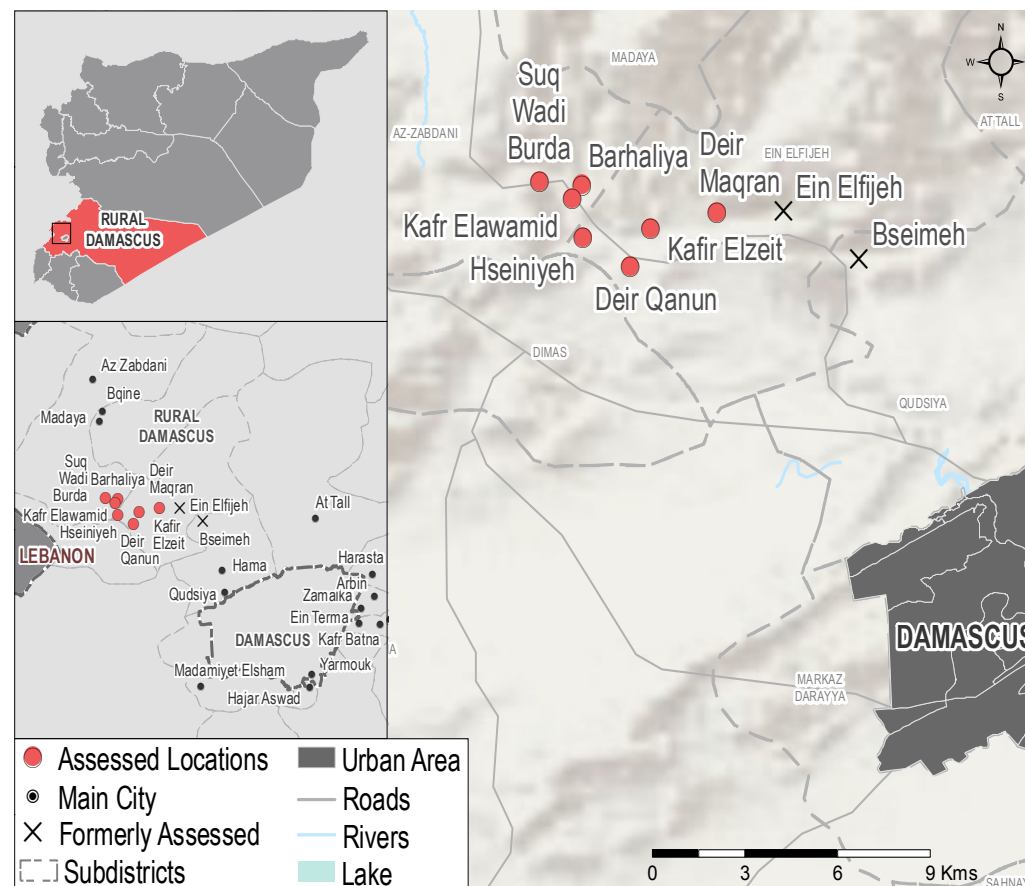 RURAL
DAMASCUS
Az Zabdani
Bqine
Madaya
RURAL
DAMASCUS
Suq
Wadi
Burda
Barhaliya
Deir
Maqran
Ein Elfijeh
At Tall
Kafr Elawamid
Hseiniyeh
Kafir
Elzeit
Bseimeh
Deir
Qanun
LEBANON
Hama
Harasta
Qudsiya
Arbin
Zamalka
Ein Terma
DAMASCUS
Kafr Batna
A
Madamiyet Elsham
Yarmouk
Hajar Aswad
MADAYA
N
W
E
S
Suq
Wadi
Burda
AZ-ZABDANI
AT TALL
Barhaliya
Deir
Maqran
EIN ELFIJEH
Ein Elfijeh
Kafr Elawamid
Kafir Elzeit
Bseimeh
Hseiniyeh
Deir Qanun
DIMAS
QUDSIYA
DAMASCUS
MARKAZ
DARAYYA
SAHNAY
0
3
6
9 Kms
Assessed Locations
Main City
Formerly Assessed
Subdistricts
Urban Area
Roads
Rivers
Lake